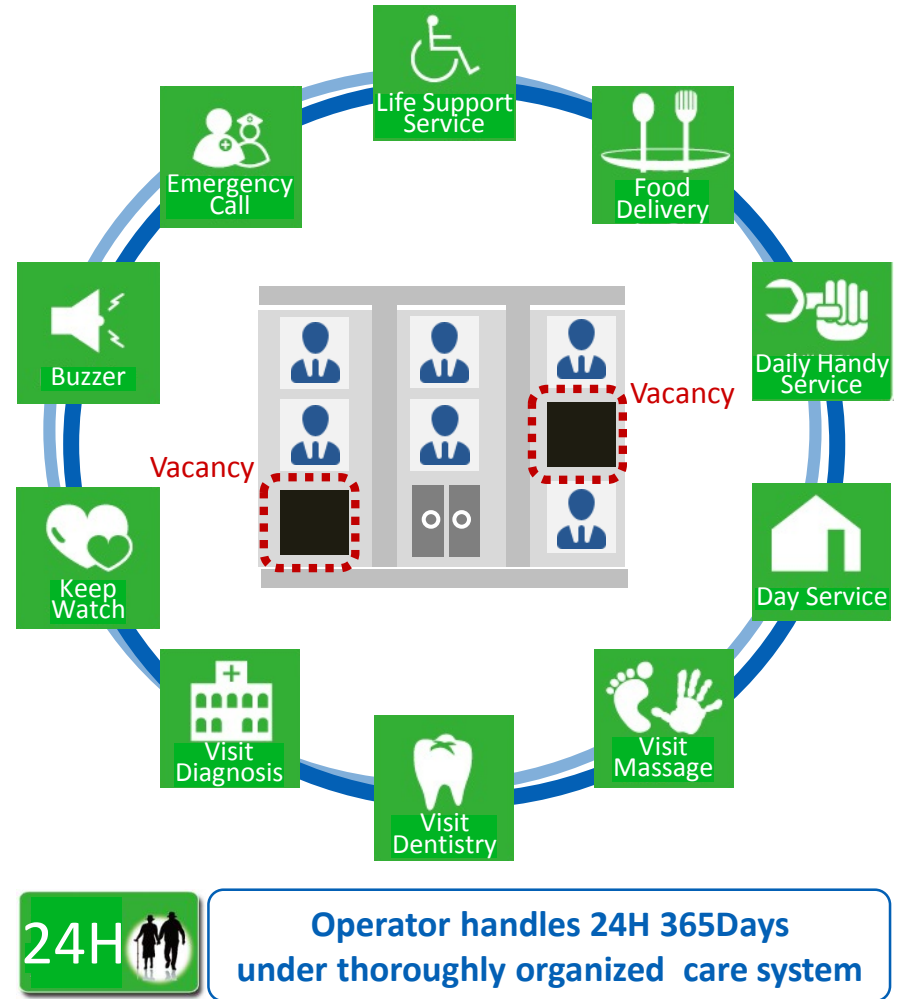 Life Support
Service
Emergency
Call
Food
Delivery
Buzzer
Daily Handy
Service
Vacancy
Vacancy
Keep
Watch
Day Service
Visit
Diagnosis
Visit
Massage
Visit
Dentistry
24H
Operator handles 24H 365Days
under thoroughly organized care system